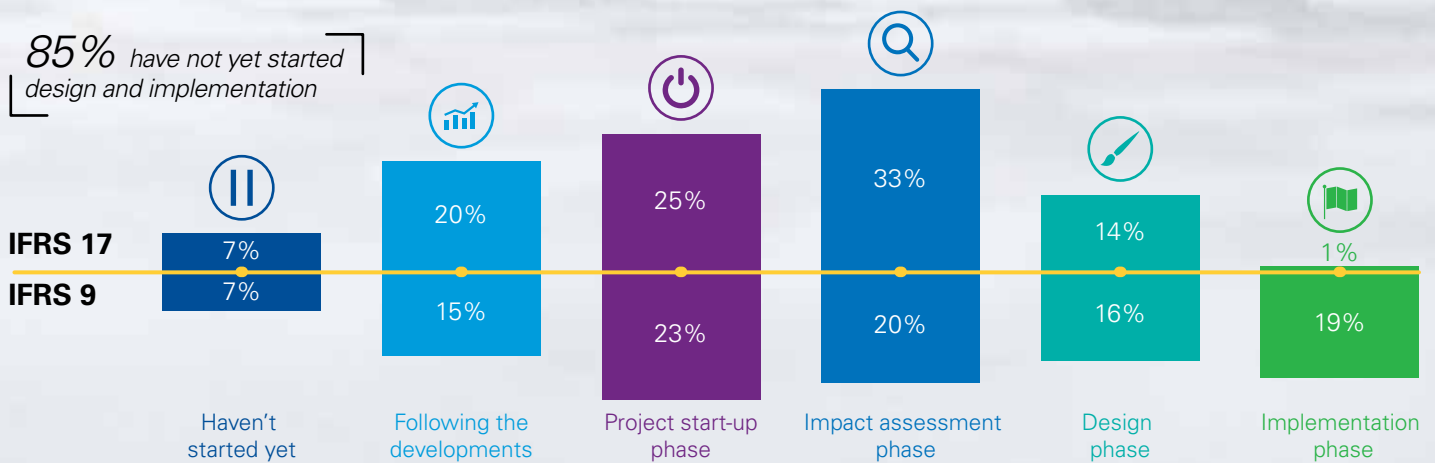 85% have not yet started
design and implementation
IFRS 17
7%
20%
25%
33%
14%
1%
IFRS 9
7%
15%
23%
20%
16%
19%
Haven't
started yet
Following the
developments
Project start-up
phase
Impact assessment
phase
Design
phase
Implementation
phase